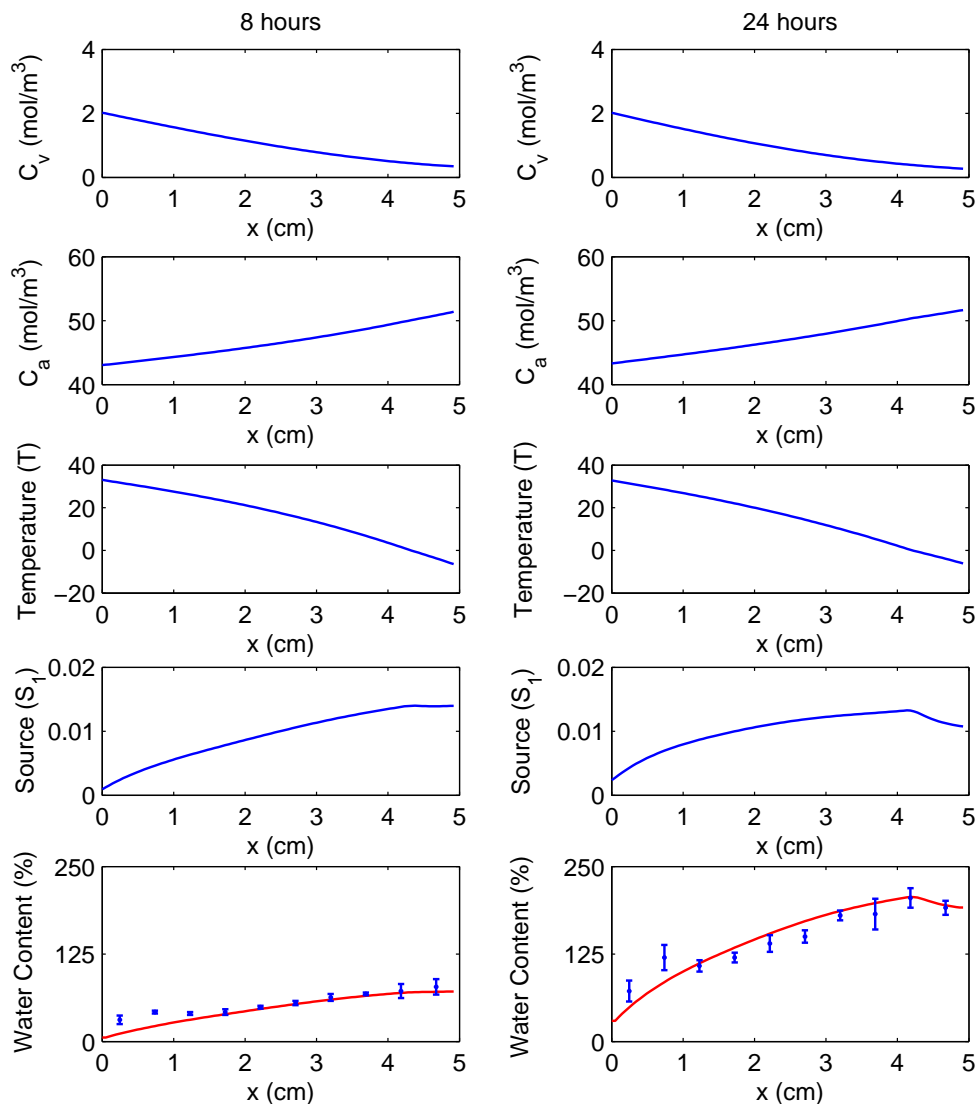 8 hours
24 hours
C_v (mol/m^3)
4
2
0
0 1 2 3 4 5
x (cm)
C_v (mol/m^3)
4
2
0
0 1 2 3 4 5
x (cm)
C_a (mol/m^3)
60
50
40
0 1 2 3 4 5
x (cm)
C_a (mol/m^3)
60
50
40
0 1 2 3 4 5
x (cm)
Temperature (T)
40
20
0
−20
0 1 2 3 4 5
x (cm)
Temperature (T)
40
20
0
−20
0 1 2 3 4 5
x (cm)
Source (S_1)
0.02
0.01
0
0 1 2 3 4 5
x (cm)
Source (S_1)
0.02
0.01
0
0 1 2 3 4 5
x (cm)
Water Content (%)
250
125
0
0 1 2 3 4 5
x (cm)
Water Content (%)
250
125
0
0 1 2 3 4 5
x (cm)